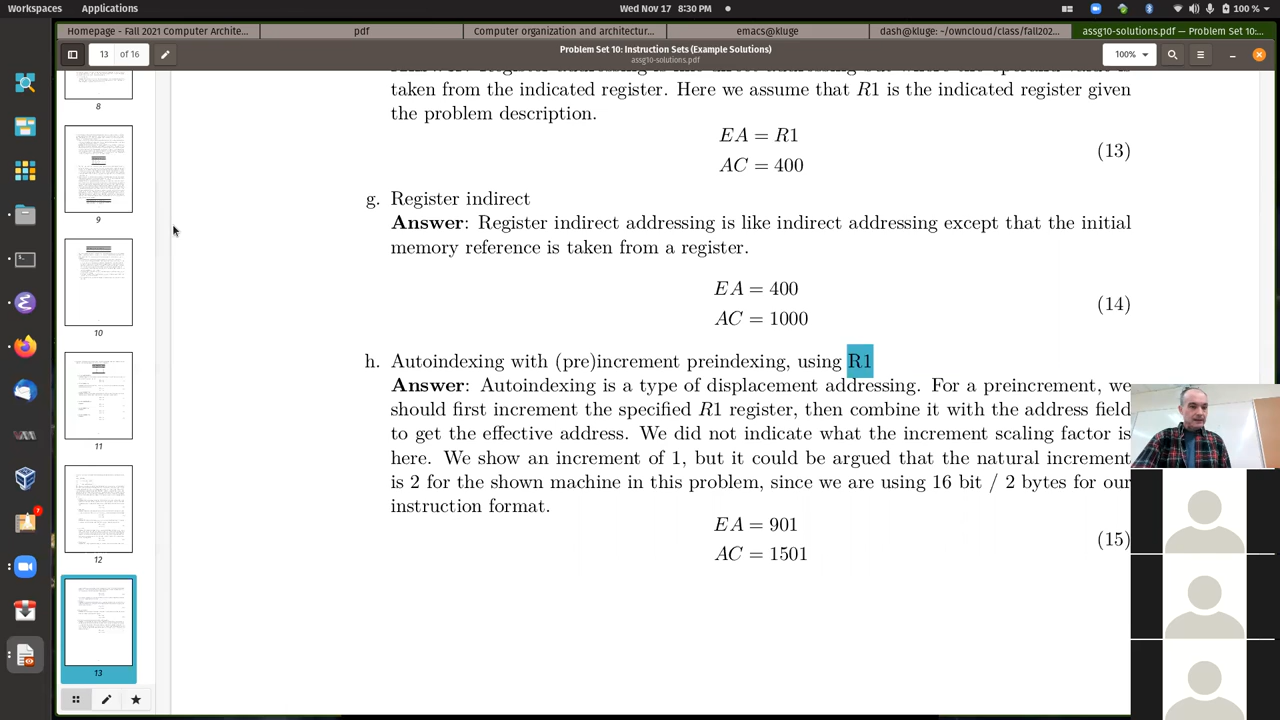 Workspaces Applications Wed Nov 17 8:30 PM 100 %
Homepage - Fall 2021 Computer Archite... pdf Computer organization and architectur... emacs@kluge dash@kluge: ~/owncloud/class/fall202... assg10-solutions.pdf — Problem Set 10:...
13 of 16 Problem Set 10: Instruction Sets (Example Solutions) 100%
assg10-solutions.pdf
taken from the indicated register. Here we assume that R1 is the indicated register given
the problem description.
EA = R1
AC = 400
(13)
g. Register indirect
Answer: Register indirect addressing is like indirect addressing except that the initial
memory reference is taken from a register.
EA = 400
AC = 1000
(14)
h. Autoindexing with (pre)increment preindexing using R1
Answer: Autoindexing is a type of displacement addressing. For a preincrement, we
should first increment the specified R1 register, then combine it with the address field
to get the effective address. We did not indicate what the increment scaling factor is
here. We show an increment of 1, but it could be argued that the natural increment
is 2 for the shown machine in this problem, since we are using 16 bit / 2 bytes for our
instruction format.
EA = 901
AC = 1501
(15)
8
9
10
11
12
13
7